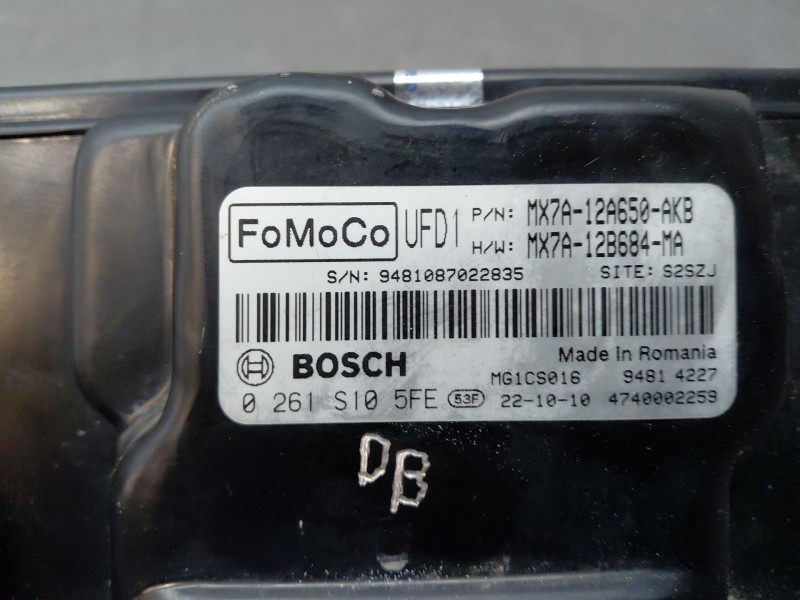 FoMoCo UFD1 P/N: MX7A-12A650-AKB
H/W: MX7A-12B684-MA
S/N: 9481087022835 SITE: S2SZJ
BOSCH Made in Romania
MG1CS016 9481 4227
0 261 S10 5FE 53F 22-10-10 4740002259
DB